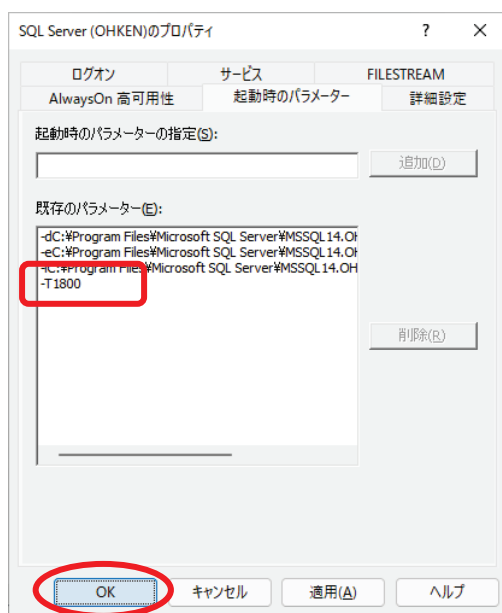 SQL Server (OHKEN)のプロパティ ? ×
ログオン サービス FILESTREAM
AlwaysOn 高可用性 起動時のパラメーター 詳細設定
起動時のパラメーターの指定(S):
追加(D)
既存のパラメーター(E):
-dC:¥Program Files¥Microsoft SQL Server¥MSSQL14.OH
-eC:¥Program Files¥Microsoft SQL Server¥MSSQL14.OH
-lC:¥Program Files¥Microsoft SQL Server¥MSSQL14.OH
-T1800
削除(R)
OK キャンセル 適用(A) ヘルプ